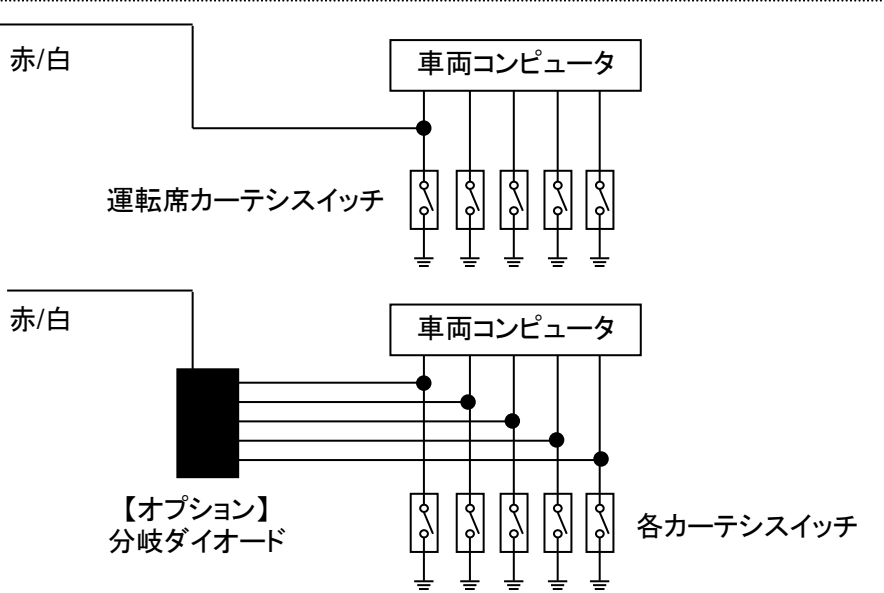 赤/白
車両コンピュータ
運転席カーテシスイッチ
赤/白
車両コンピュータ
【オプション】
分岐ダイオード
各カーテシスイッチ